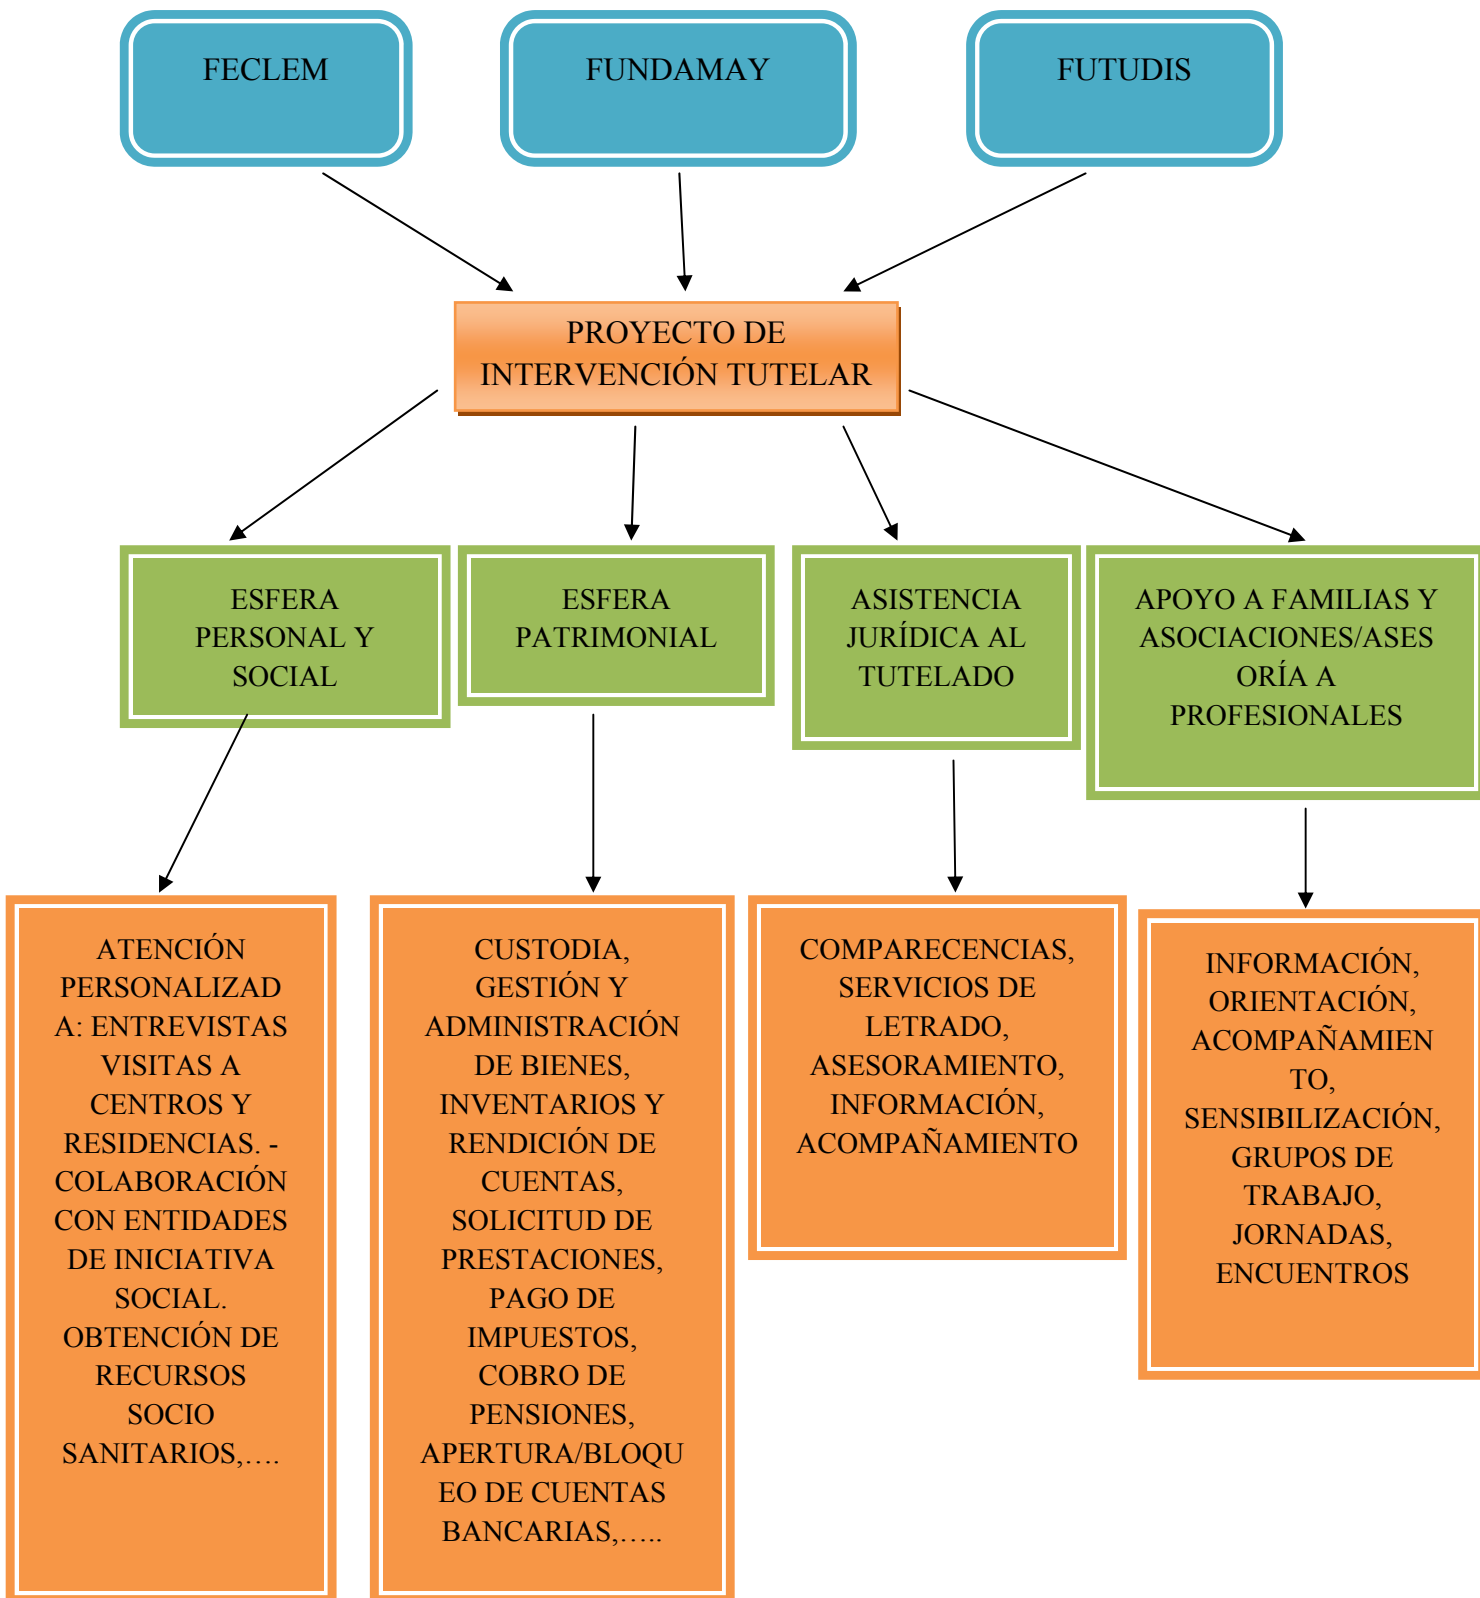 FECLEM
FUNDAMAY
FUTUDIS
PROYECTO DE
INTERVENCIÓN TUTELAR
ESFERA
PERSONAL Y
SOCIAL
ESFERA
PATRIMONIAL
ASISTENCIA
JURÍDICA AL
TUTELADO
APOYO A FAMILIAS Y
ASOCIACIONES/ASES
ORÍA A
PROFESIONALES
ATENCIÓN
PERSONALIZAD
A: ENTREVISTAS
VISITAS A
CENTROS Y
RESIDENCIAS. -
COLABORACIÓN
CON ENTIDADES
DE INICIATIVA
SOCIAL.
OBTENCIÓN DE
RECURSOS
SOCIO
SANITARIOS,….
CUSTODIA,
GESTIÓN Y
ADMINISTRACIÓN
DE BIENES,
INVENTARIOS Y
RENDICIÓN DE
CUENTAS,
SOLICITUD DE
PRESTACIONES,
PAGO DE
IMPUESTOS,
COBRO DE
PENSIONES,
APERTURA/BLOQU
EO DE CUENTAS
BANCARIAS,…..
COMPARECENCIAS,
SERVICIOS DE
LETRADO,
ASESORAMIENTO,
INFORMACIÓN,
ACOMPAÑAMIENTO
INFORMACIÓN,
ORIENTACIÓN,
ACOMPAÑAMIEN
TO,
SENSIBILIZACIÓN,
GRUPOS DE
TRABAJO,
JORNADAS,
ENCUENTROS